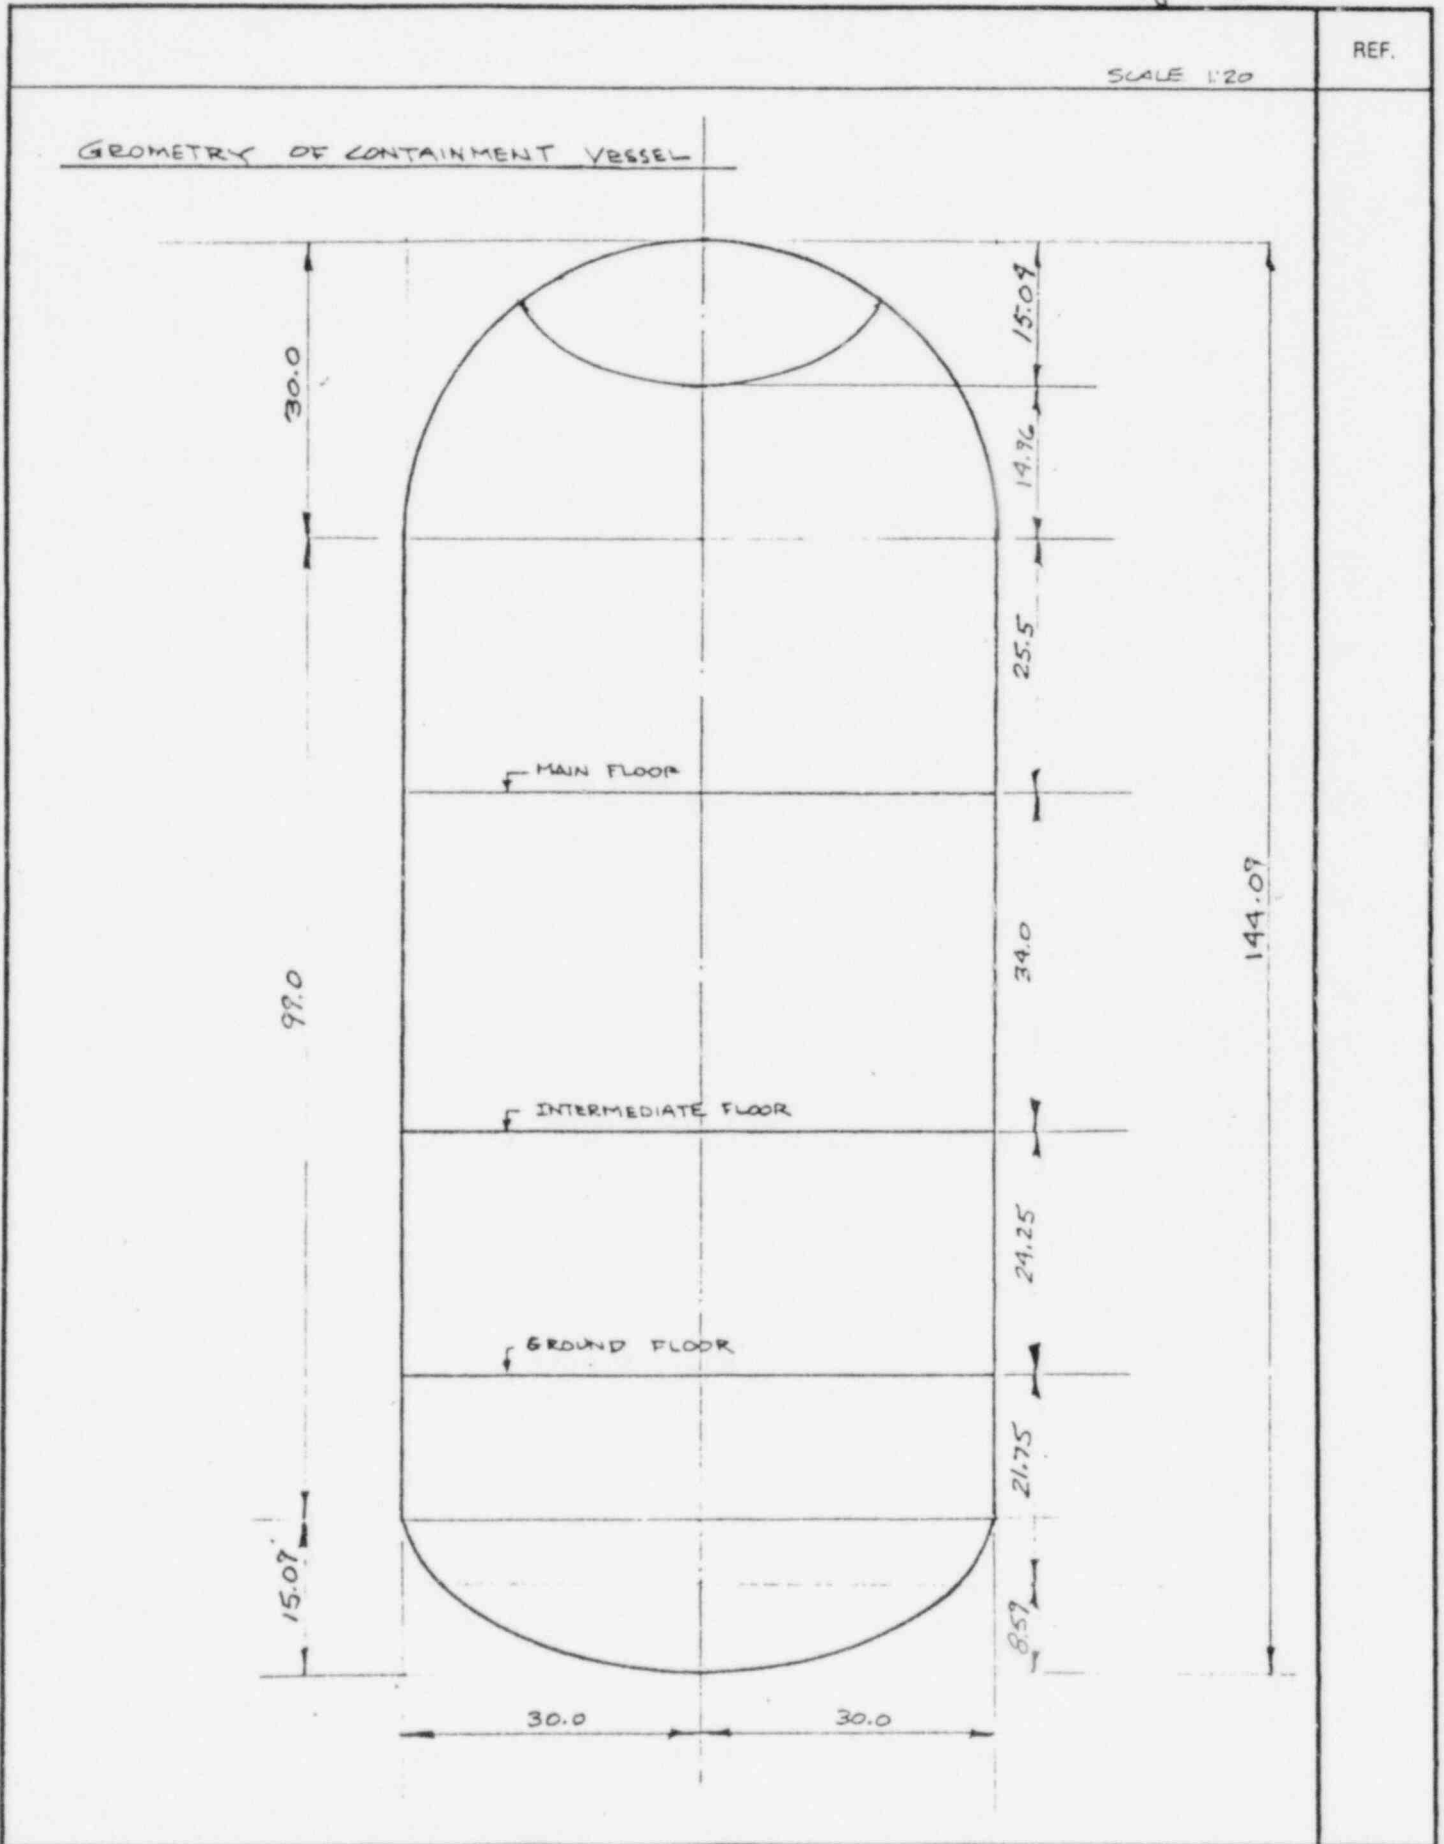 REF.
SCALE 1:20
GEOMETRY OF CONTAINMENT VESSEL
30.0
15.04
14.96
25.5
MAIN FLOOR
34.0
144.09
99.0
INTERMEDIATE FLOOR
24.25
GROUND FLOOR
21.75
15.09
8.59
30.0 30.0